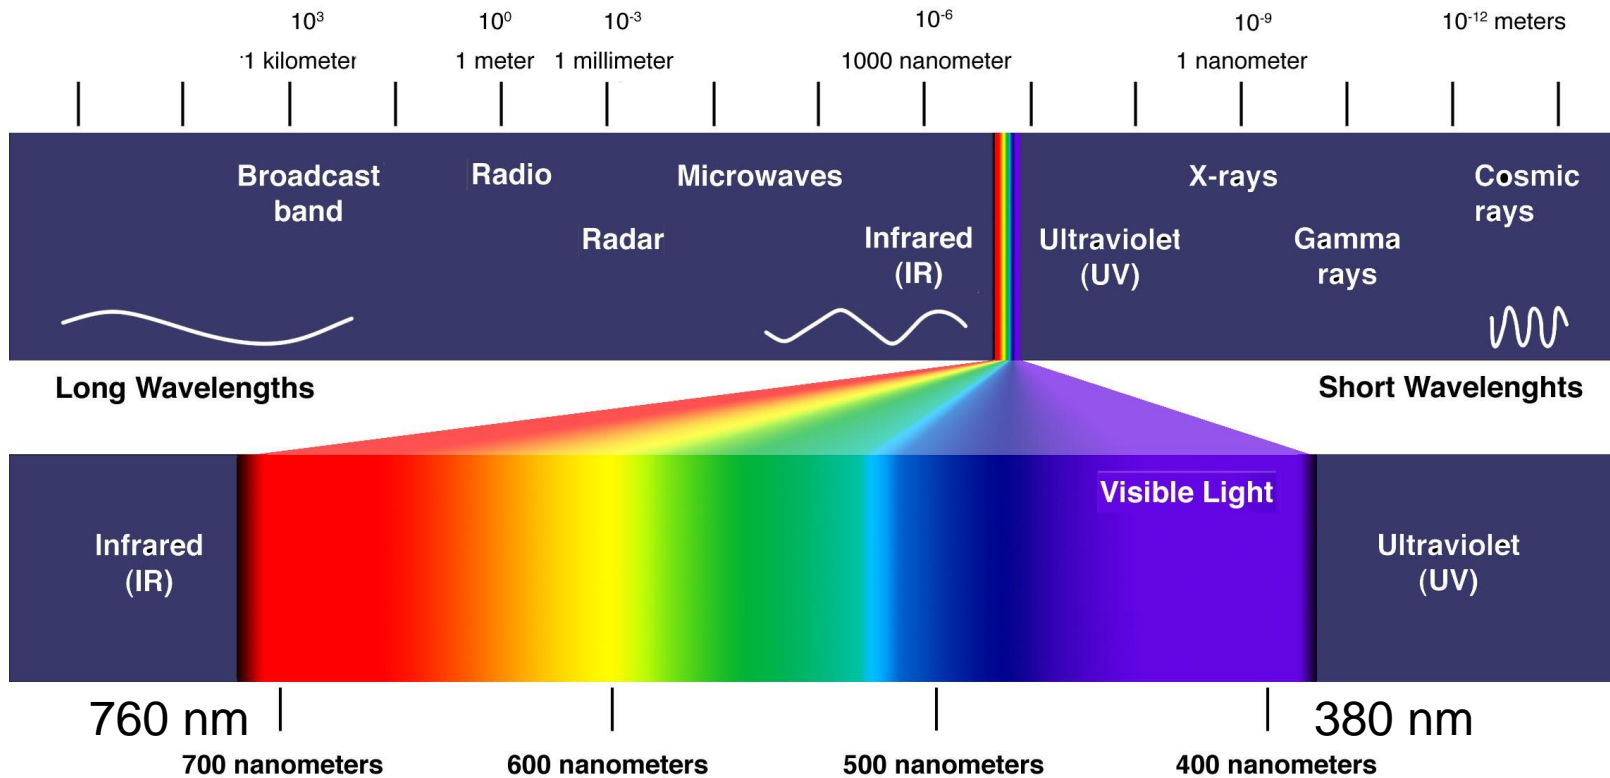 10³ 10⁰ 10⁻³ 10⁻⁶ 10⁻⁹ 10⁻¹² meters
1 kilometer 1 meter 1 millimeter 1000 nanometer 1 nanometer
Broadcast
band
Radio
Radar
Microwaves
Infrared
(IR)
Ultraviolet
(UV)
X-rays
Gamma
rays
Cosmic
rays
Long Wavelengths
Short Wavelenghts
Visible Light
Infrared
(IR)
Ultraviolet
(UV)
760 nm
380 nm
700 nanometers 600 nanometers 500 nanometers 400 nanometers